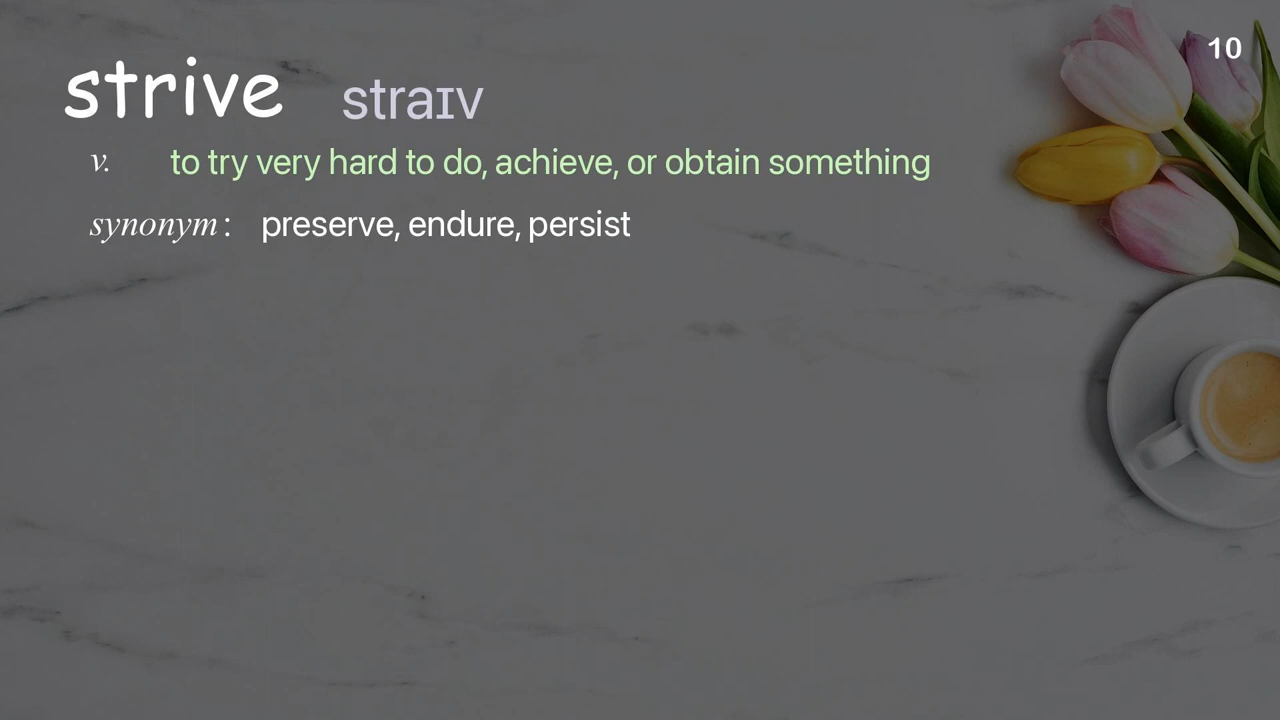 10
strive straɪv
v. to try very hard to do, achieve, or obtain something
synonym: preserve, endure, persist